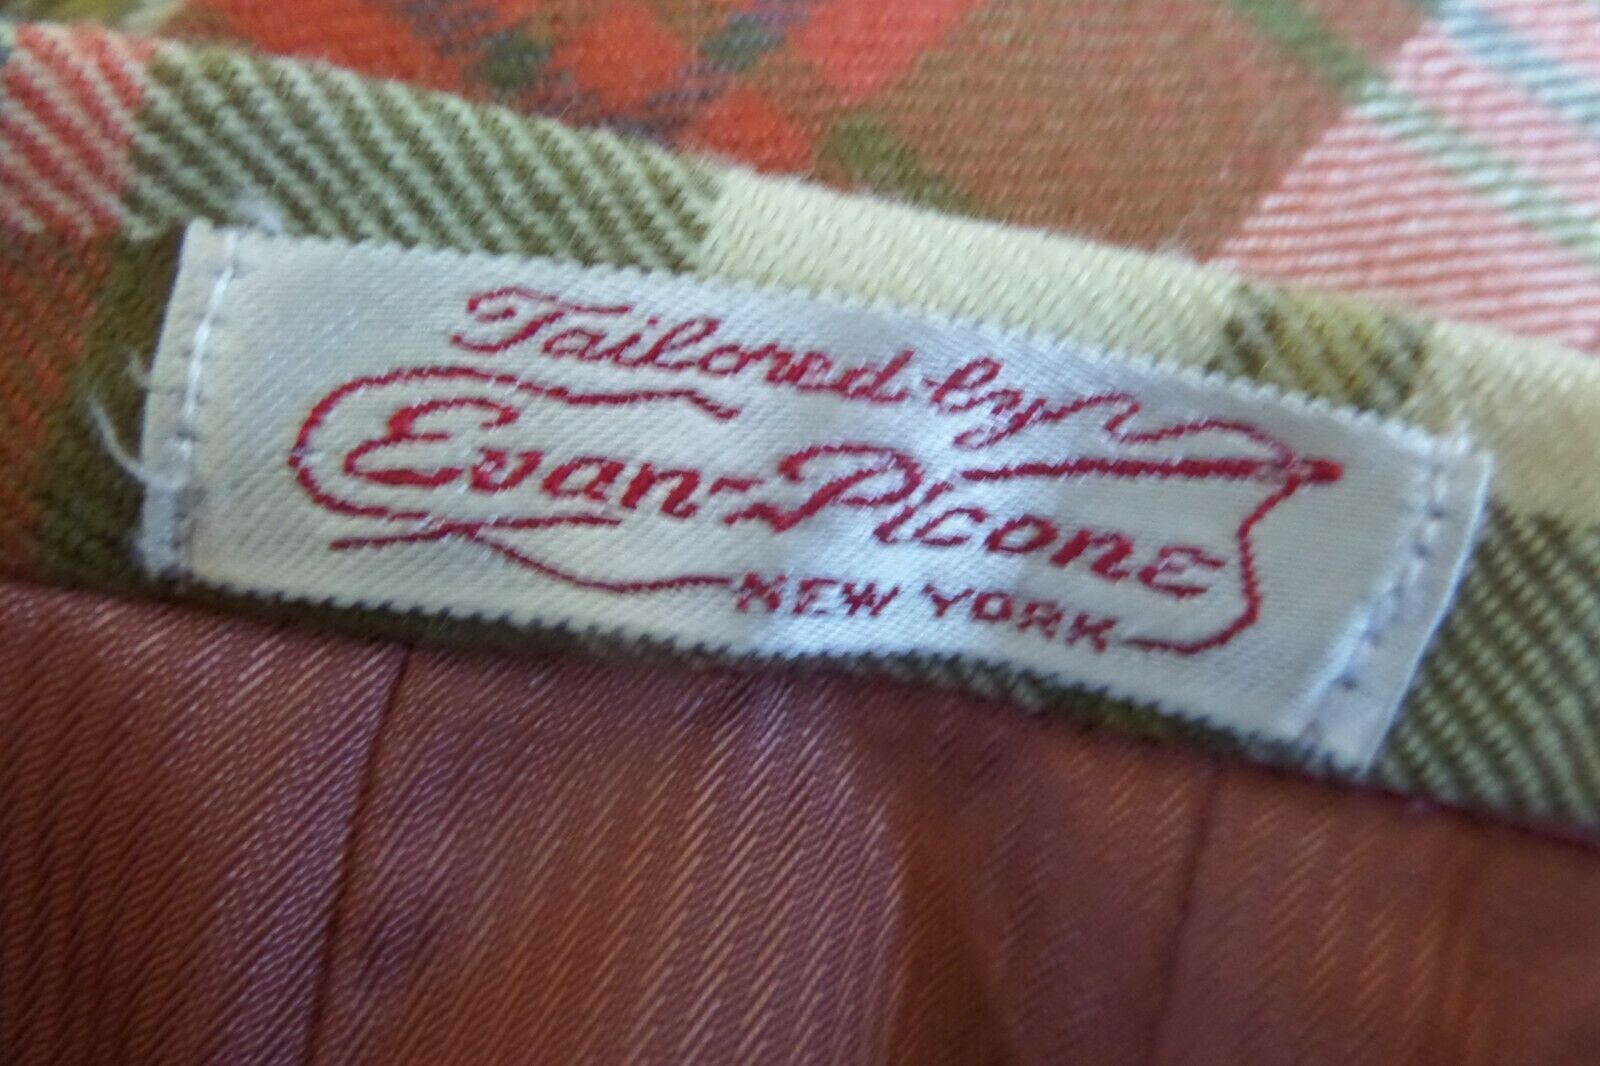 Tailored by
Evan-Picone
NEW YORK